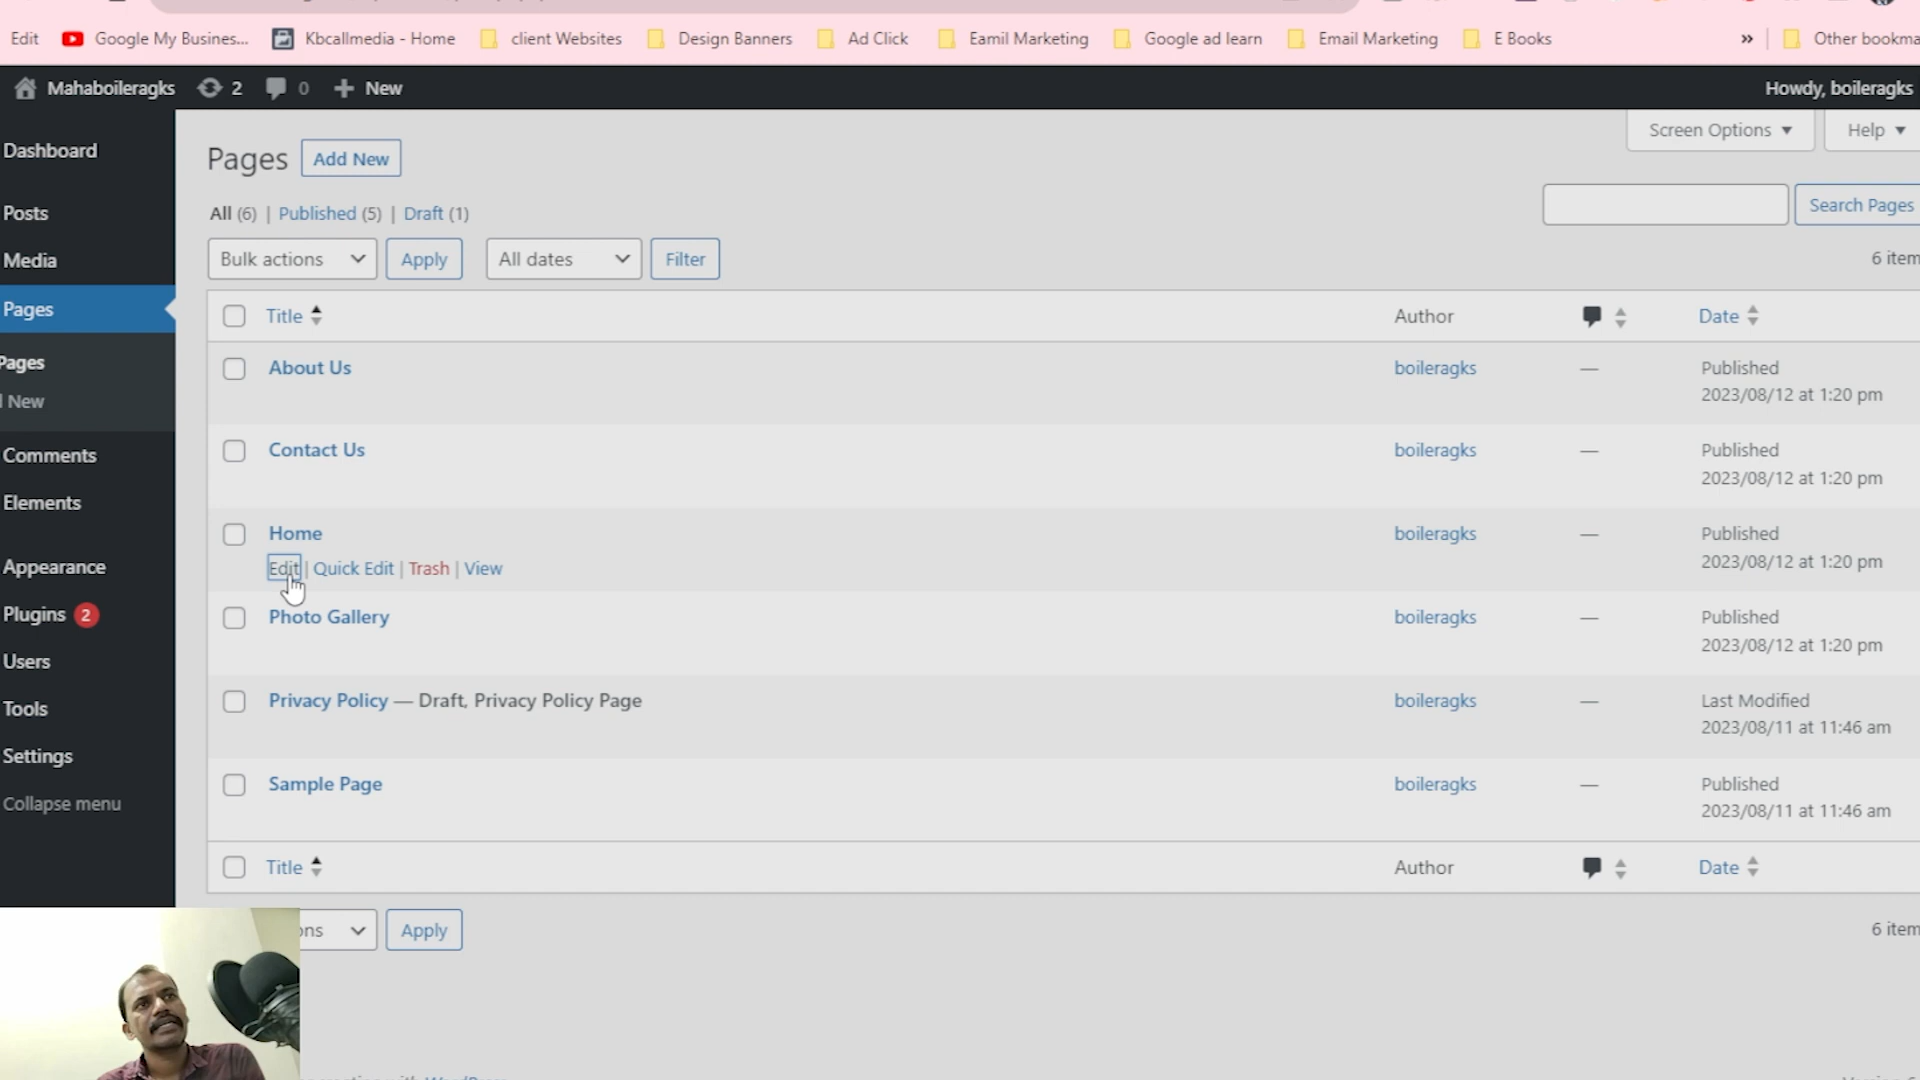 Edit Google My Busines... Kbcallmedia - Home client Websites Design Banners Ad Click Eamil Marketing Google ad learn Email Marketing E Books » Other bookma
Mahaboileragks 2 0 New Howdy, boileragks
Screen Options Help
Dashboard
Pages Add New
Posts
All (6) | Published (5) | Draft (1)
Search Pages
Media
Bulk actions Apply All dates Filter 6 item
Pages
Title Author Date
Pages
New
About Us boileragks — Published
2023/08/12 at 1:20 pm
Comments
Contact Us boileragks — Published
2023/08/12 at 1:20 pm
Elements
Home boileragks — Published
2023/08/12 at 1:20 pm
Edit | Quick Edit | Trash | View
Appearance
Plugins 2
Photo Gallery boileragks — Published
2023/08/12 at 1:20 pm
Users
Tools
Privacy Policy — Draft, Privacy Policy Page boileragks — Last Modified
2023/08/11 at 11:46 am
Settings
Sample Page boileragks — Published
2023/08/11 at 11:46 am
Collapse menu
Title Author Date
ons Apply 6 item